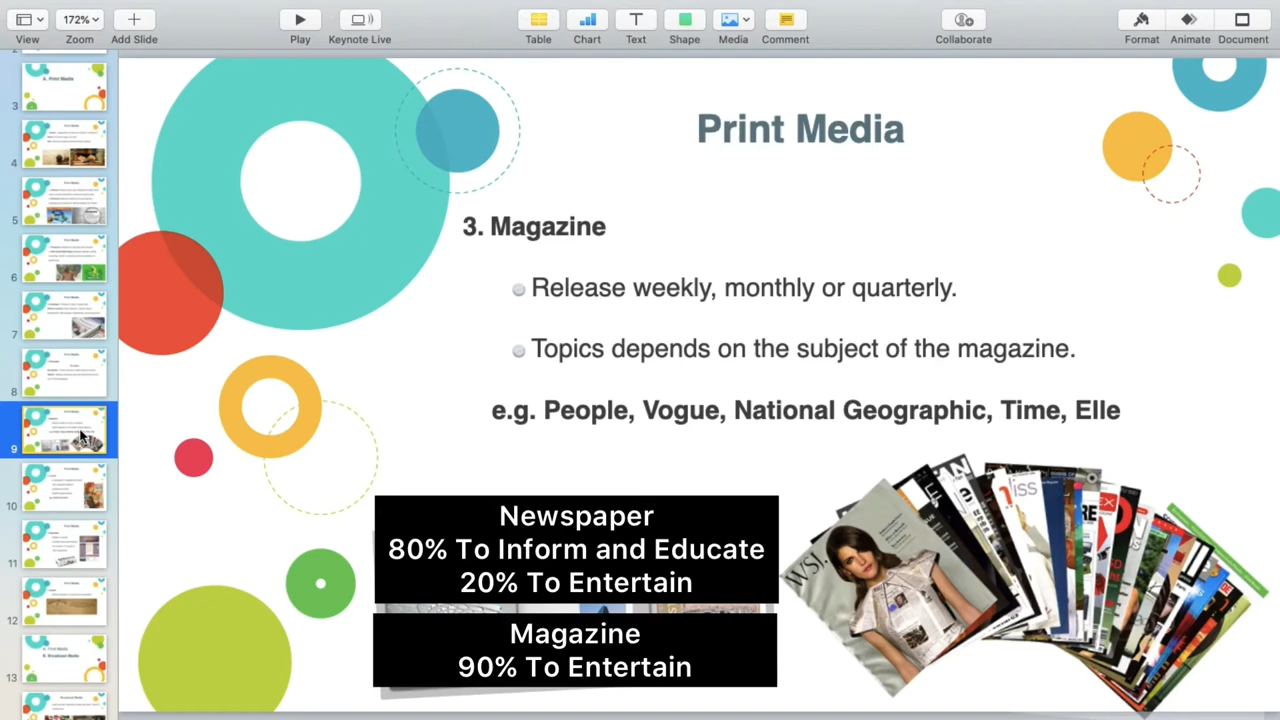 View
172%
Zoom
Add Slide
Play
Keynote Live
Table
Chart
Text
Shape
Media
Comment
Collaborate
Format
Animate
Document
3
4
5
6
7
8
9
10
11
12
13
A. Print Media
Print Media
3. Magazine
Release weekly, monthly or quarterly.
Topics depends on the subject of the magazine.
e.g. People, Vogue, National Geographic, Time, Elle
Newspaper
80% To Inform and Educate
20% To Entertain
Magazine
90% To Entertain
WSJ.